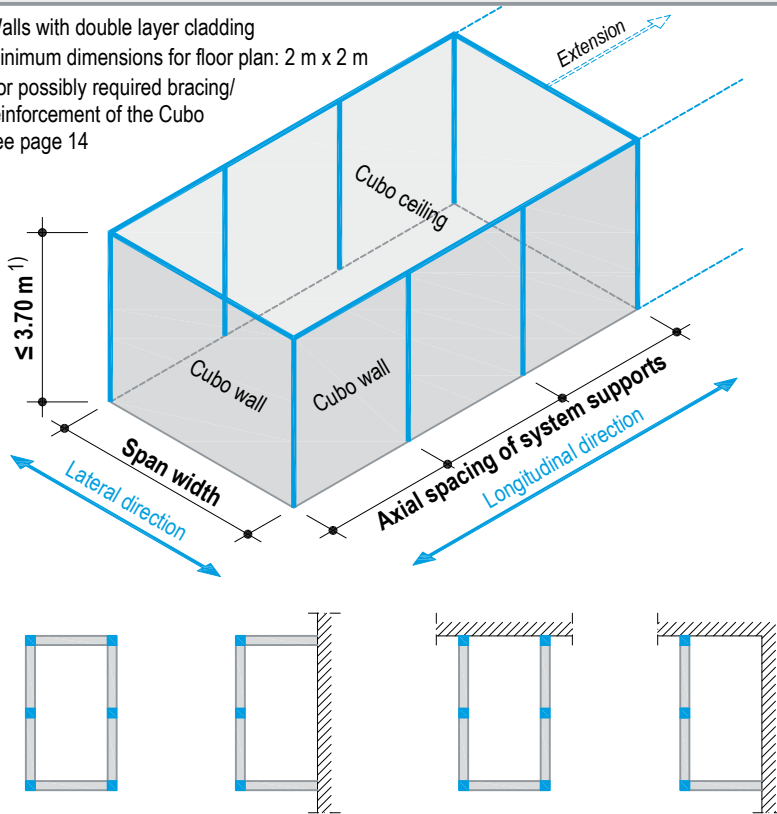 alls with double layer cladding
inimum dimensions for floor plan: 2 m x 2 m
or possibly required bracing/
einforcement of the Cubo
ee page 14
Extension
Cubo ceiling
≤ 3.70 m ¹⁾
Cubo wall
Cubo wall
Span width
Axial spacing of system supports
Lateral direction
Longitudinal direction